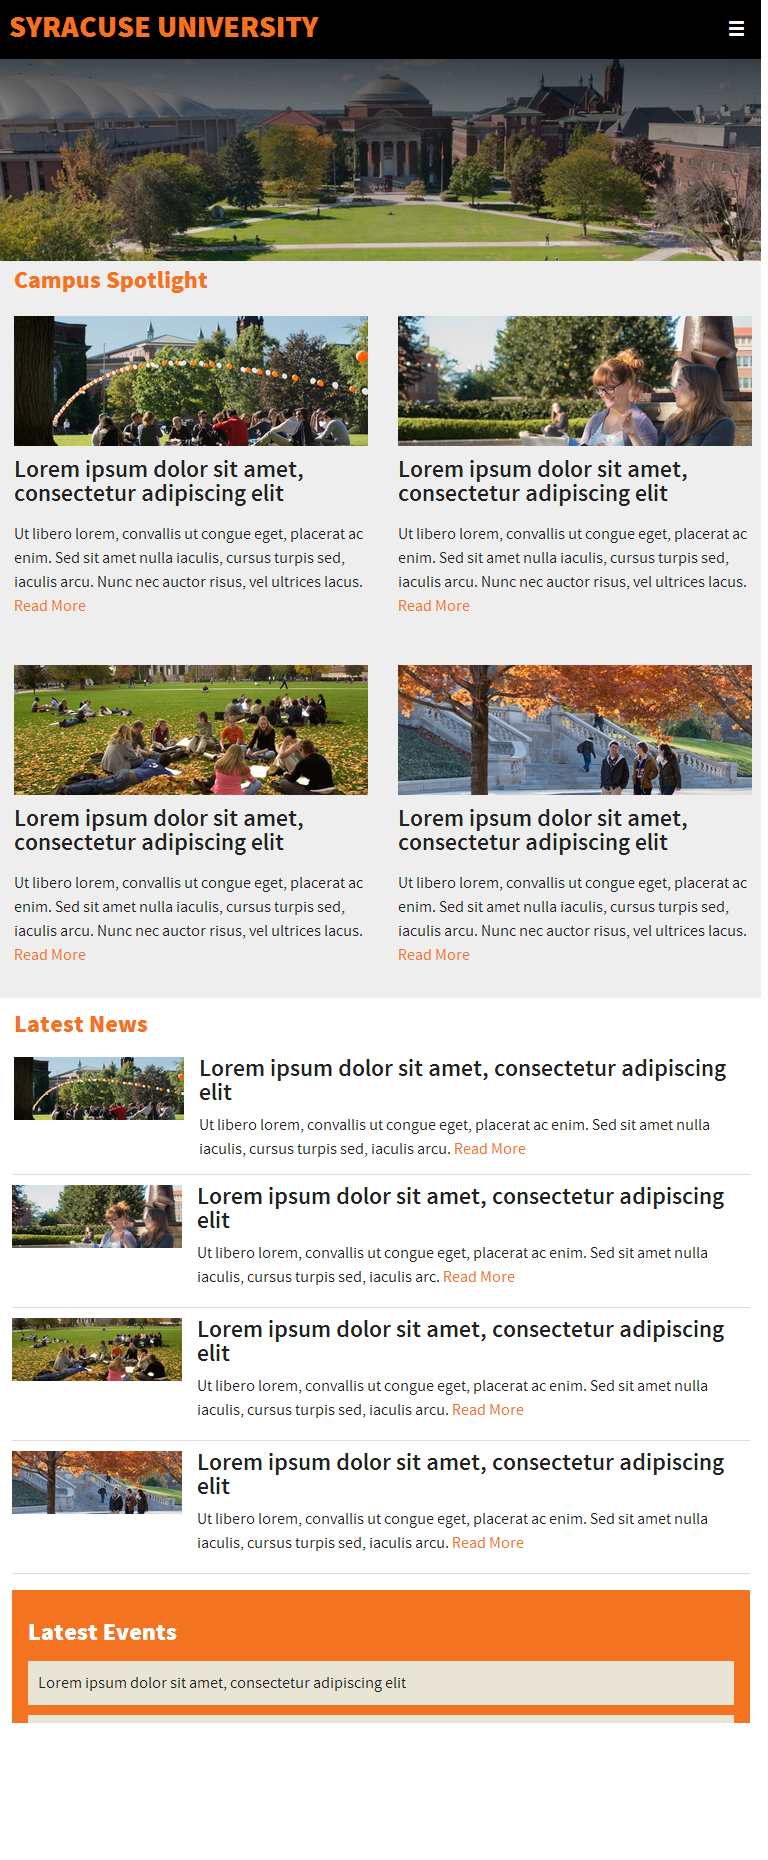 SYRACUSE UNIVERSITY
Campus Spotlight
Lorem ipsum dolor sit amet,
consectetur adipiscing elit
Ut libero lorem, convallis ut congue eget, placerat ac
enim. Sed sit amet nulla iaculis, cursus turpis sed,
iaculis arcu. Nunc nec auctor risus, vel ultrices lacus.
Read More
Lorem ipsum dolor sit amet,
consectetur adipiscing elit
Ut libero lorem, convallis ut congue eget, placerat ac
enim. Sed sit amet nulla iaculis, cursus turpis sed,
iaculis arcu. Nunc nec auctor risus, vel ultrices lacus.
Read More
Lorem ipsum dolor sit amet,
consectetur adipiscing elit
Ut libero lorem, convallis ut congue eget, placerat ac
enim. Sed sit amet nulla iaculis, cursus turpis sed,
iaculis arcu. Nunc nec auctor risus, vel ultrices lacus.
Read More
Lorem ipsum dolor sit amet,
consectetur adipiscing elit
Ut libero lorem, convallis ut congue eget, placerat ac
enim. Sed sit amet nulla iaculis, cursus turpis sed,
iaculis arcu. Nunc nec auctor risus, vel ultrices lacus.
Read More
Latest News
Lorem ipsum dolor sit amet, consectetur adipiscing
elit
Ut libero lorem, convallis ut congue eget, placerat ac enim. Sed sit amet nulla
iaculis, cursus turpis sed, iaculis arcu. Read More
Lorem ipsum dolor sit amet, consectetur adipiscing
elit
Ut libero lorem, convallis ut congue eget, placerat ac enim. Sed sit amet nulla
iaculis, cursus turpis sed, iaculis arc. Read More
Lorem ipsum dolor sit amet, consectetur adipiscing
elit
Ut libero lorem, convallis ut congue eget, placerat ac enim. Sed sit amet nulla
iaculis, cursus turpis sed, iaculis arcu. Read More
Lorem ipsum dolor sit amet, consectetur adipiscing
elit
Ut libero lorem, convallis ut congue eget, placerat ac enim. Sed sit amet nulla
iaculis, cursus turpis sed, iaculis arcu. Read More
Latest Events
Lorem ipsum dolor sit amet, consectetur adipiscing elit